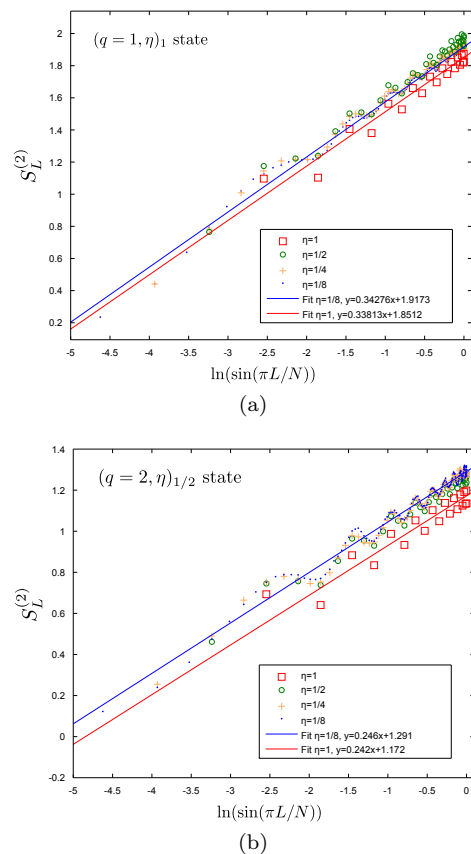 (q = 1, η)₁ state
2
1.8
1.6
1.4
1.2
1
0.8
0.6
0.4
0.2
S_L^{(2)}
η=1
η=1/2
η=1/4
η=1/8
Fit η=1/8, y=0.34276x+1.9173
Fit η=1, y=0.33813x+1.8512
-5 -4.5 -4 -3.5 -3 -2.5 -2 -1.5 -1 -0.5 0
ln(sin(πL/N))
(a)
(q = 2, η)_{1/2} state
1.4
1.2
1
0.8
0.6
0.4
0.2
0
-0.2
S_L^{(2)}
η=1
η=1/2
η=1/4
η=1/8
Fit η=1/8, y=0.246x+1.291
Fit η=1, y=0.242x+1.172
-5 -4.5 -4 -3.5 -3 -2.5 -2 -1.5 -1 -0.5 0
ln(sin(πL/N))
(b)